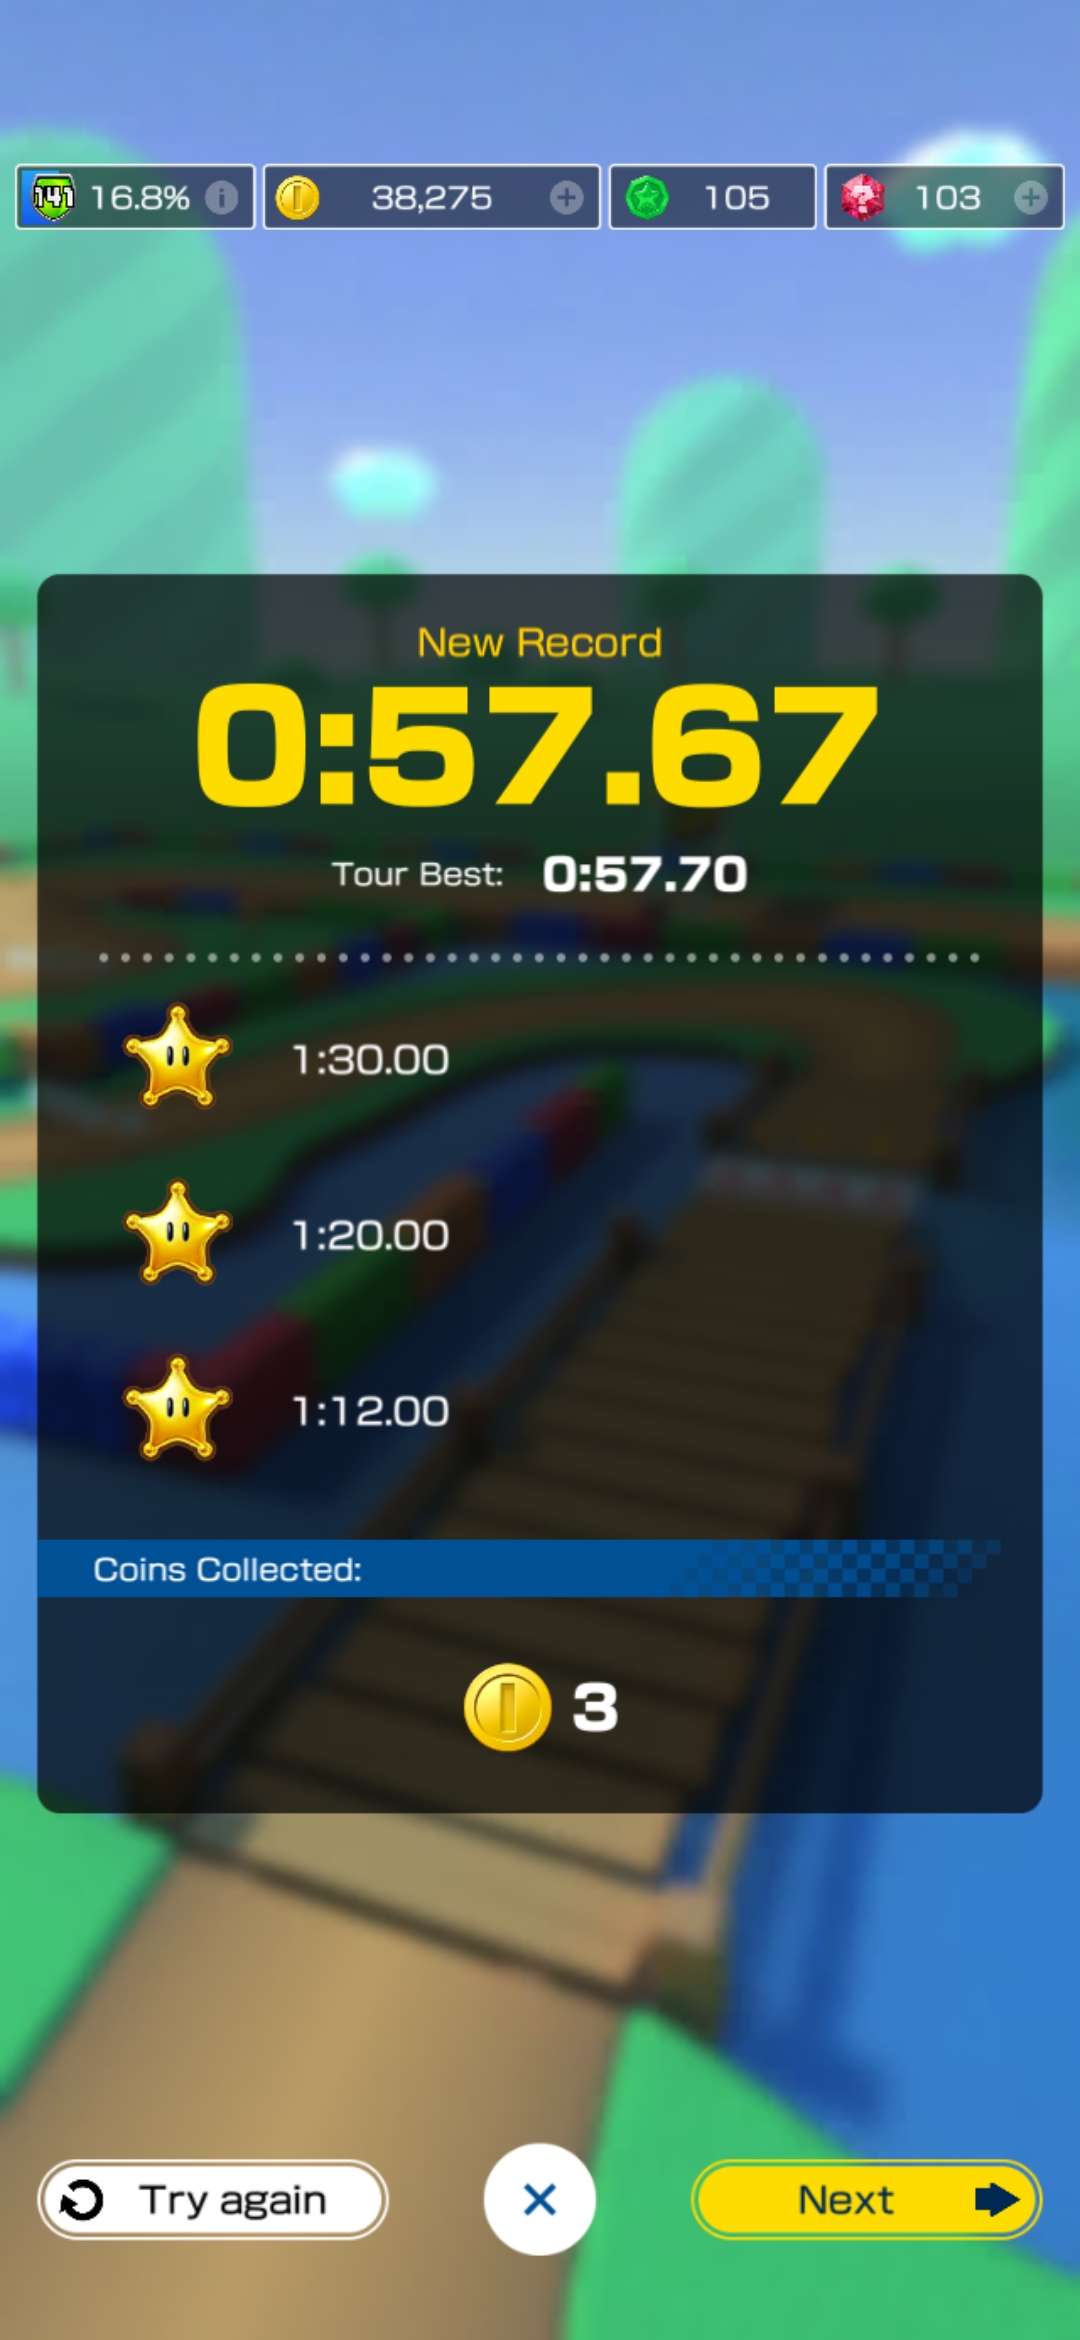 141 16.8% i 38,275 + 105 ? 103 +
New Record
0:57.67
Tour Best: 0:57.70
1:30.00
1:20.00
1:12.00
Coins Collected:
3
Try again × Next